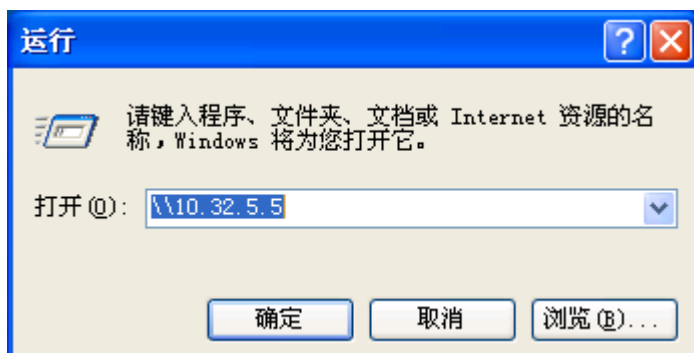 运行
请键入程序、文件夹、文档或 Internet 资源的名
称，Windows 将为您打开它。
打开(O): \\10.32.5.5
确定 取消 浏览(B)...